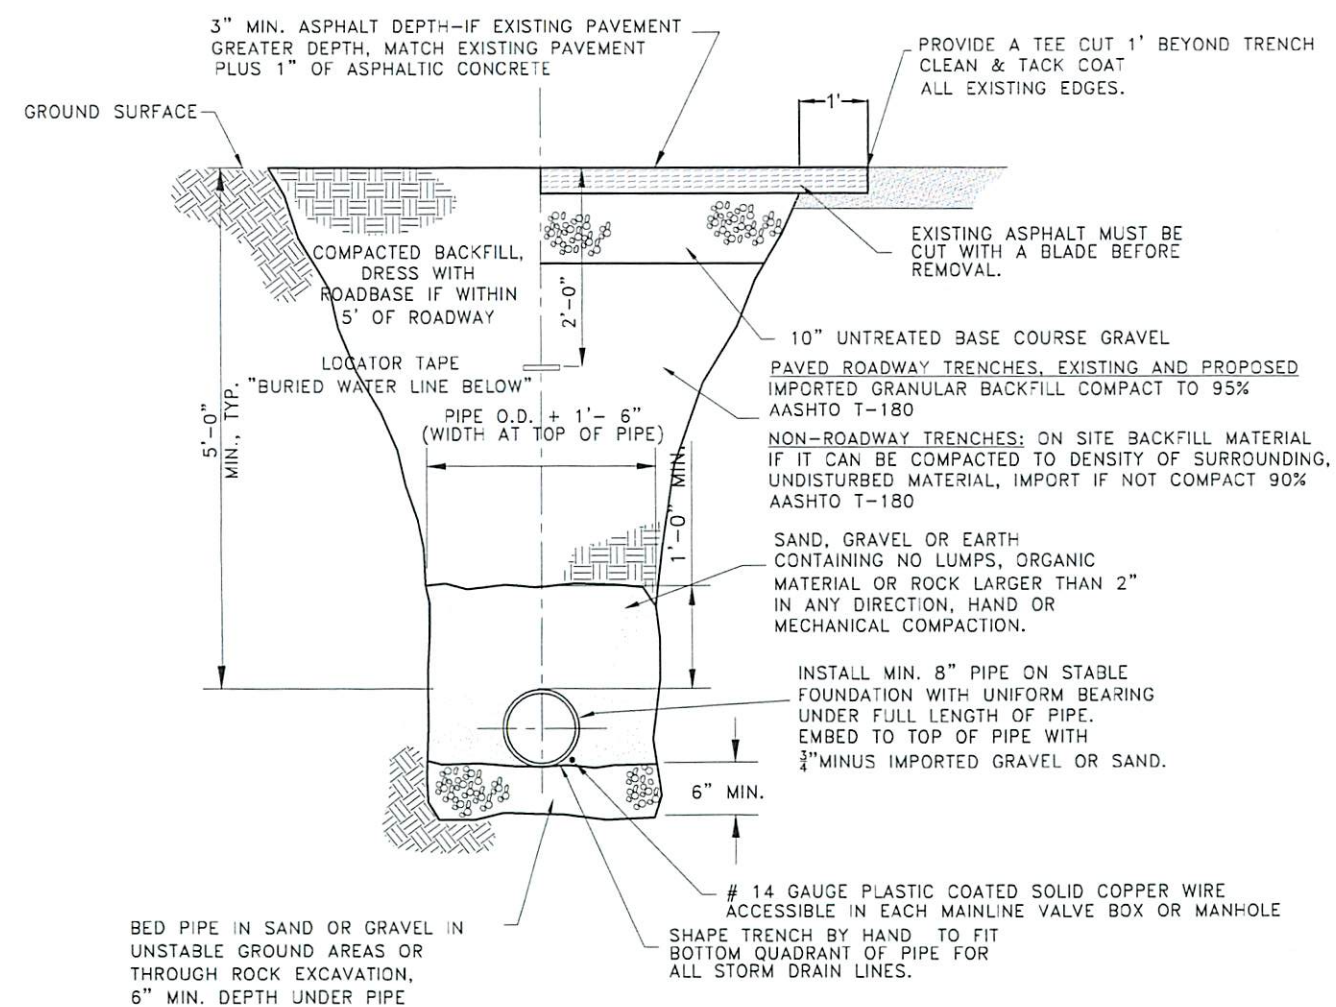 3" MIN. ASPHALT DEPTH-IF EXISTING PAVEMENT
GREATER DEPTH, MATCH EXISTING PAVEMENT
PLUS 1" OF ASPHALTIC CONCRETE
PROVIDE A TEE CUT 1' BEYOND TRENCH
CLEAN & TACK COAT
ALL EXISTING EDGES.
1'
GROUND SURFACE
EXISTING ASPHALT MUST BE
CUT WITH A BLADE BEFORE
REMOVAL.
COMPACTED BACKFILL,
DRESS WITH
ROADBASE IF WITHIN
5' OF ROADWAY
2'-0"
10" UNTREATED BASE COURSE GRAVEL
LOCATOR TAPE
"BURIED WATER LINE BELOW"
PAVED ROADWAY TRENCHES, EXISTING AND PROPOSED
IMPORTED GRANULAR BACKFILL COMPACT TO 95%
AASHTO T-180
5'-0"
MIN., TYP.
PIPE O.D. + 1'- 6"
(WIDTH AT TOP OF PIPE)
NON-ROADWAY TRENCHES: ON SITE BACKFILL MATERIAL
IF IT CAN BE COMPACTED TO DENSITY OF SURROUNDING,
UNDISTURBED MATERIAL, IMPORT IF NOT COMPACT 90%
AASHTO T-180
1'-0" MIN.
SAND, GRAVEL OR EARTH
CONTAINING NO LUMPS, ORGANIC
MATERIAL OR ROCK LARGER THAN 2"
IN ANY DIRECTION, HAND OR
MECHANICAL COMPACTION.
INSTALL MIN. 8" PIPE ON STABLE
FOUNDATION WITH UNIFORM BEARING
UNDER FULL LENGTH OF PIPE.
EMBED TO TOP OF PIPE WITH
3/4"MINUS IMPORTED GRAVEL OR SAND.
6" MIN.
# 14 GAUGE PLASTIC COATED SOLID COPPER WIRE
ACCESSIBLE IN EACH MAINLINE VALVE BOX OR MANHOLE
SHAPE TRENCH BY HAND TO FIT
BOTTOM QUADRANT OF PIPE FOR
ALL STORM DRAIN LINES.
BED PIPE IN SAND OR GRAVEL IN
UNSTABLE GROUND AREAS OR
THROUGH ROCK EXCAVATION,
6" MIN. DEPTH UNDER PIPE